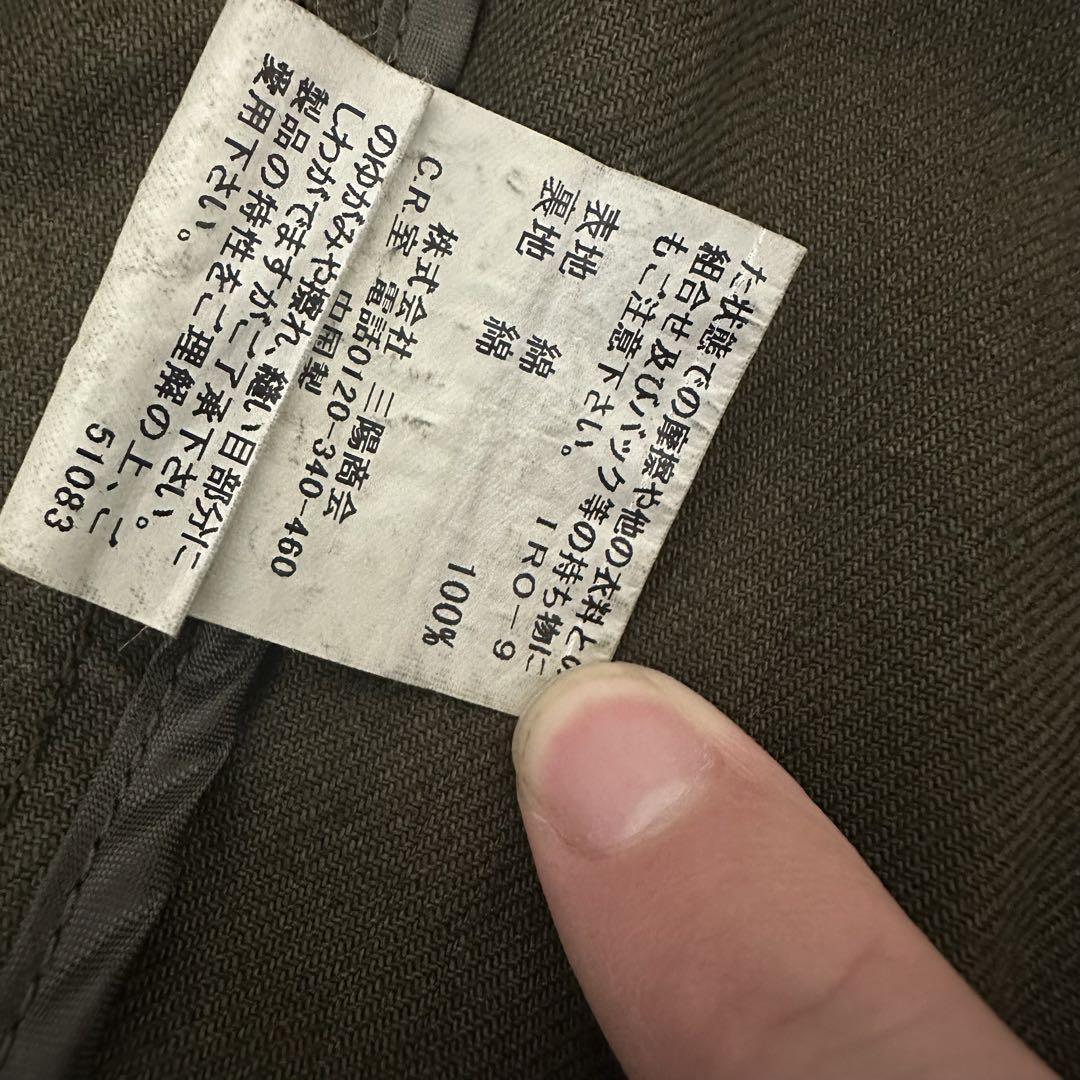 た状態での摩擦や他の衣料との
組合せ及びバック等の持ち物に
もご注意下さい。 IRO-9
表地 綿 100%
裏地 綿
株式会社 三陽商会
C.R.室 電話0120-340-460
中国製
のゆがみや擦れ、縫い目部分に
しわがでますがご了承下さい。
製品の特性をご理解の上、ご
愛用下さい。
51083